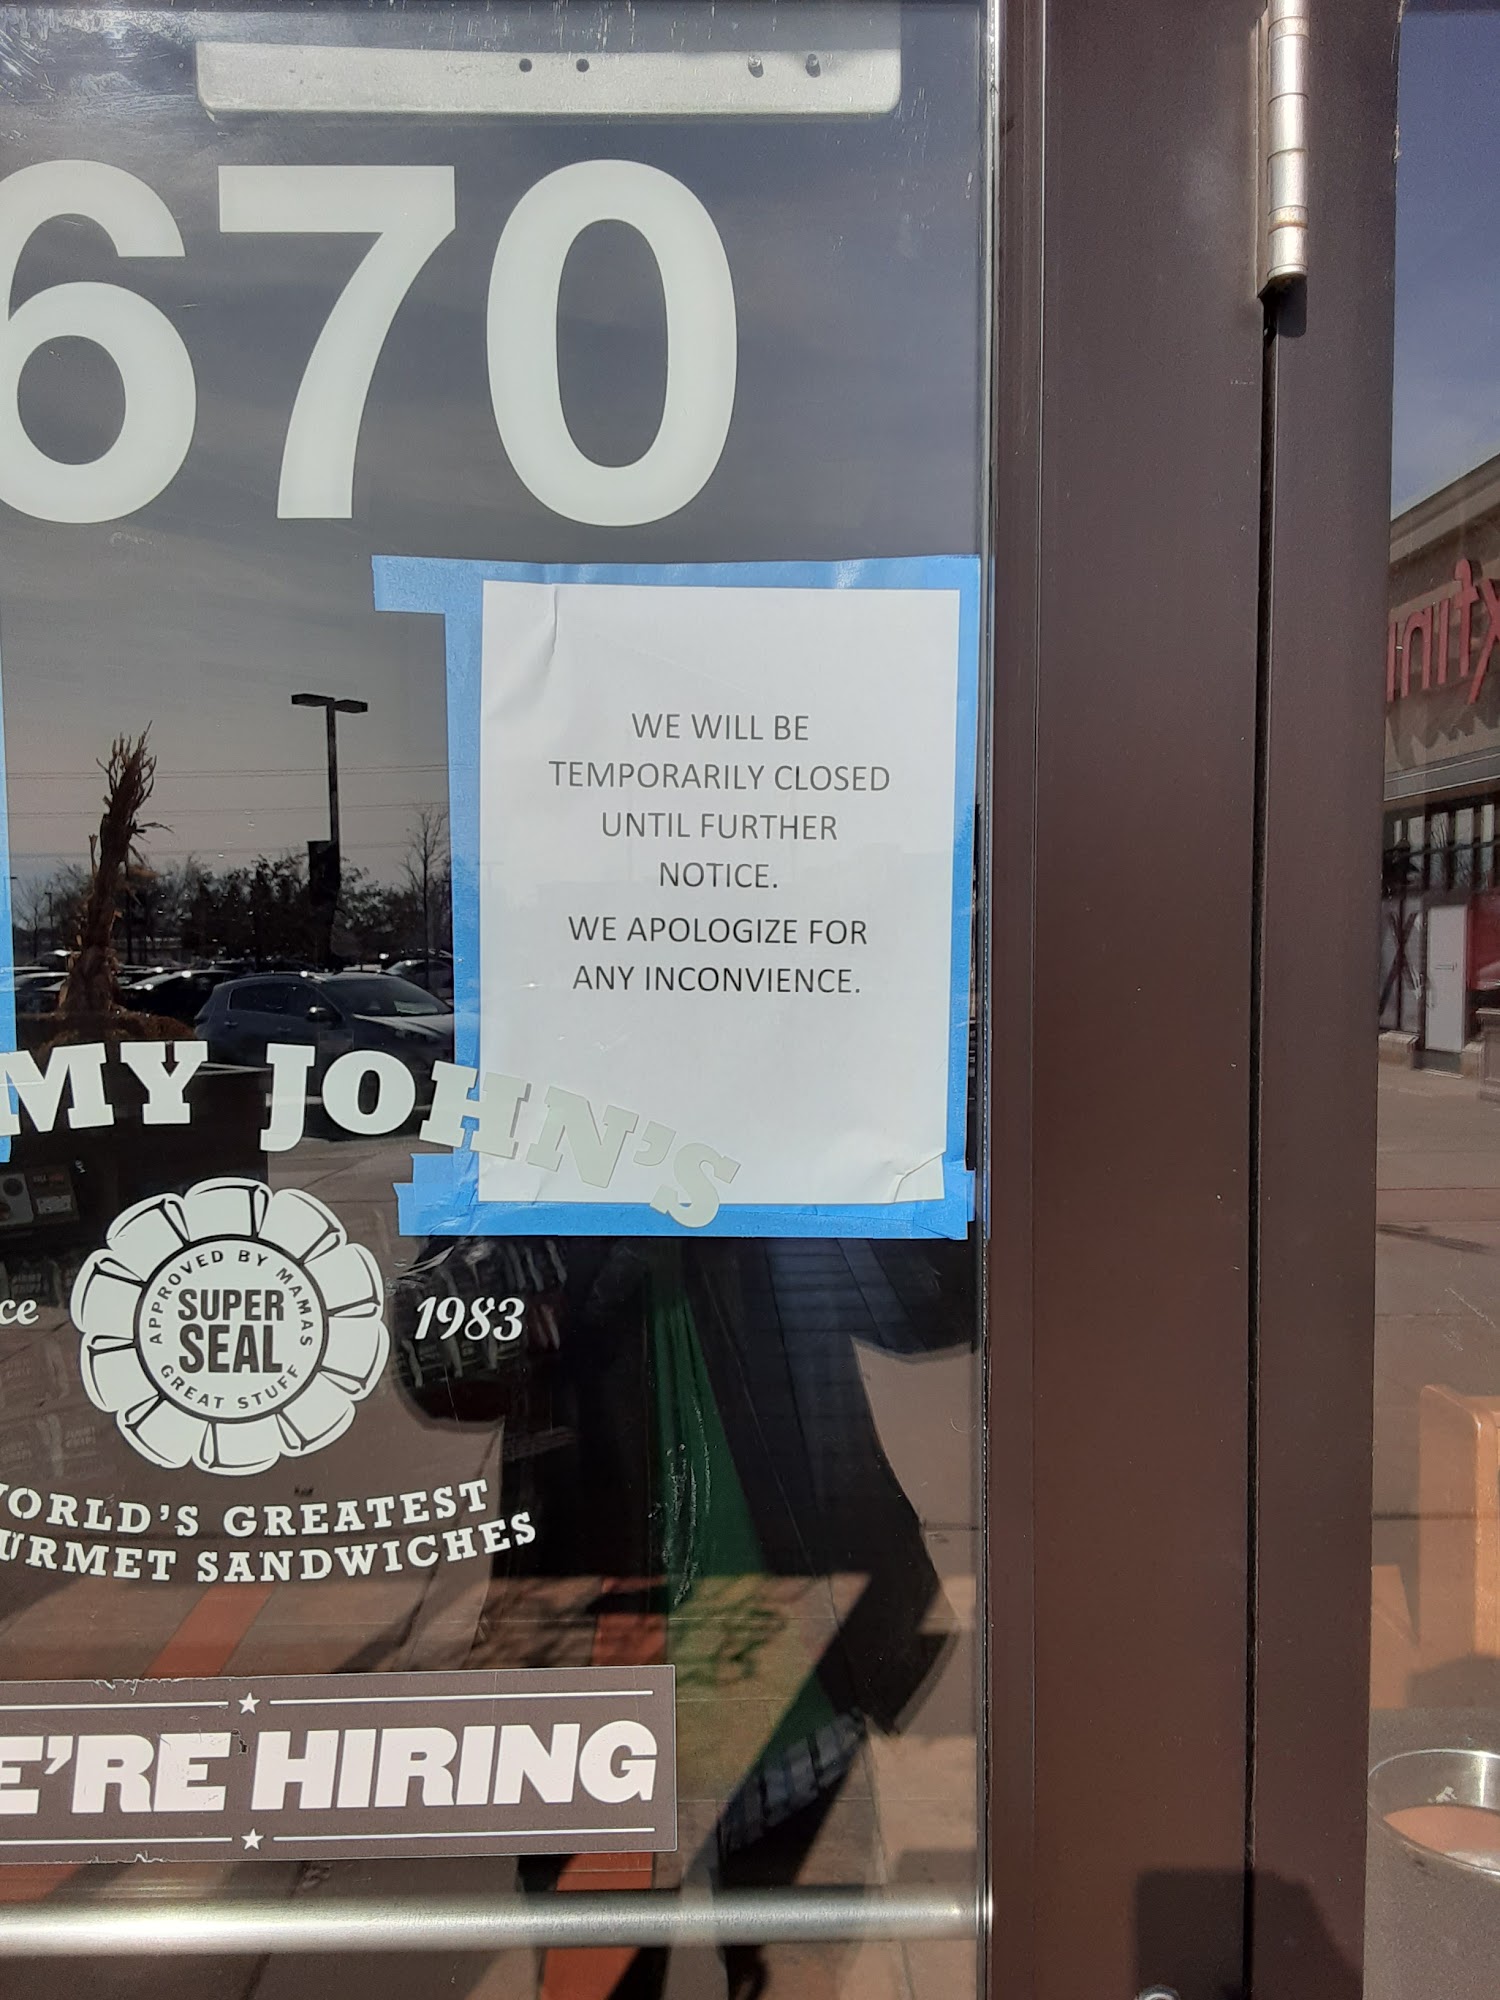 670
WE WILL BE
TEMPORARILY CLOSED
UNTIL FURTHER
NOTICE.
WE APOLOGIZE FOR
ANY INCONVIENCE.
MY JOHN'S
APPROVED BY MAMAS
SUPER
SEAL
GREAT STUFF
ce
1983
ORLD'S GREATEST
URMET SANDWICHES
E'RE HIRING
xfini